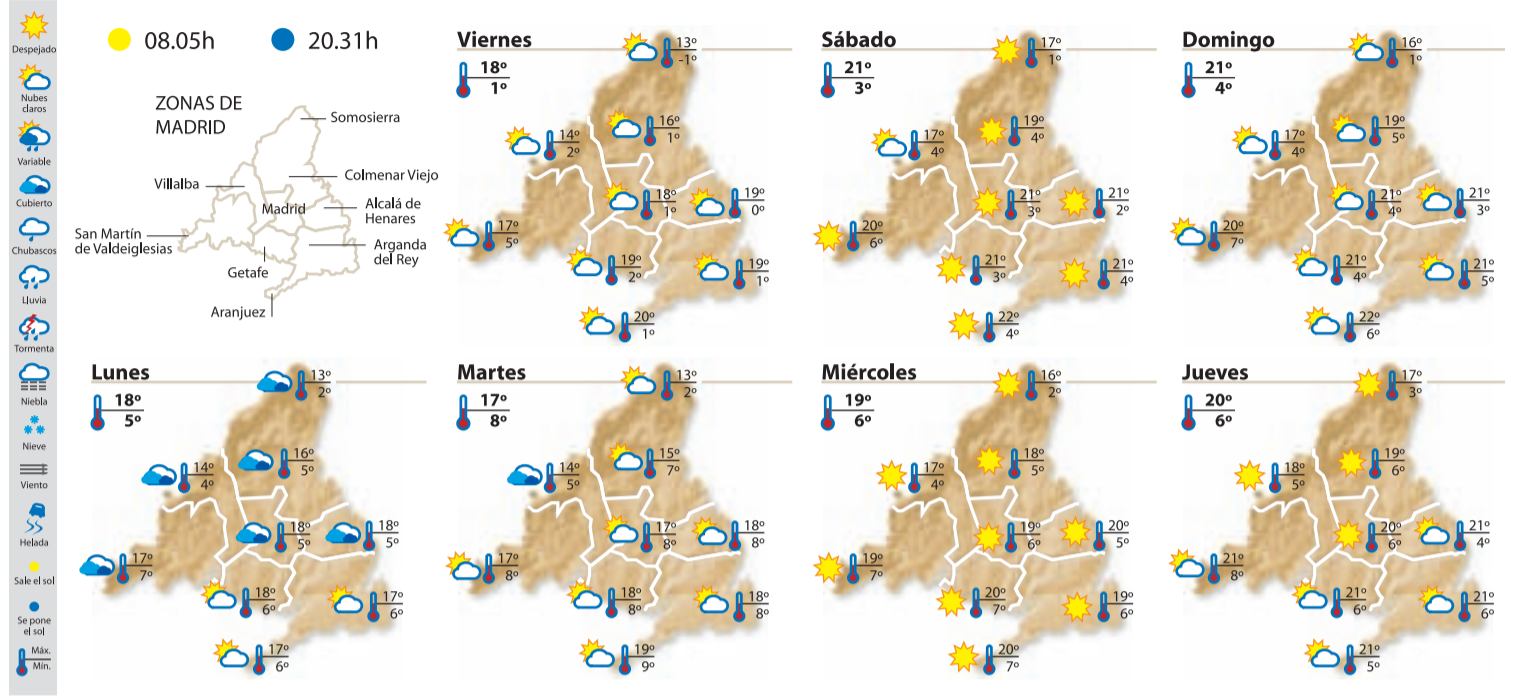 Despejado
Nubes
claros
Variable
Cubierto
Chubascos
Lluvia
Tormenta
Niebla
Nieve
Viento
Helada
Sale el sol
Se pone
el sol
Máx.
Mín.
08.05h
20.31h
ZONAS DE
MADRID
Somosierra
Colmenar Viejo
Villalba
Madrid
Alcalá de
Henares
San Martín
de Valdeiglesias
Arganda
del Rey
Getafe
Aranjuez
Viernes
18º
1º
13º
-1º
16º
1º
14º
2º
18º
1º
19º
0º
17º
5º
19º
2º
19º
1º
20º
1º
Sábado
21º
3º
17º
1º
19º
4º
17º
4º
21º
3º
21º
2º
20º
6º
21º
3º
21º
4º
22º
4º
Domingo
21º
4º
16º
1º
19º
5º
17º
4º
21º
4º
21º
3º
20º
7º
21º
4º
21º
5º
22º
6º
Lunes
18º
5º
13º
2º
16º
5º
14º
4º
18º
5º
18º
5º
17º
7º
18º
6º
17º
6º
17º
6º
Martes
17º
8º
13º
2º
15º
7º
14º
5º
17º
8º
18º
8º
17º
8º
18º
8º
18º
8º
19º
9º
Miércoles
19º
6º
16º
2º
18º
5º
17º
4º
19º
6º
20º
5º
19º
7º
20º
7º
19º
6º
20º
7º
Jueves
20º
6º
17º
3º
19º
6º
18º
5º
20º
6º
21º
4º
21º
8º
21º
6º
21º
6º
21º
5º